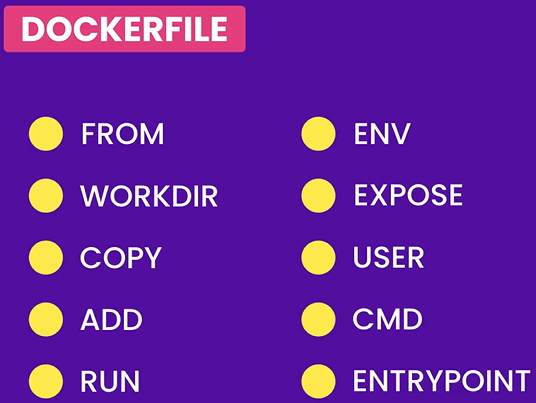 DOCKERFILE
FROM
WORKDIR
COPY
ADD
RUN
ENV
EXPOSE
USER
CMD
ENTRYPOINT